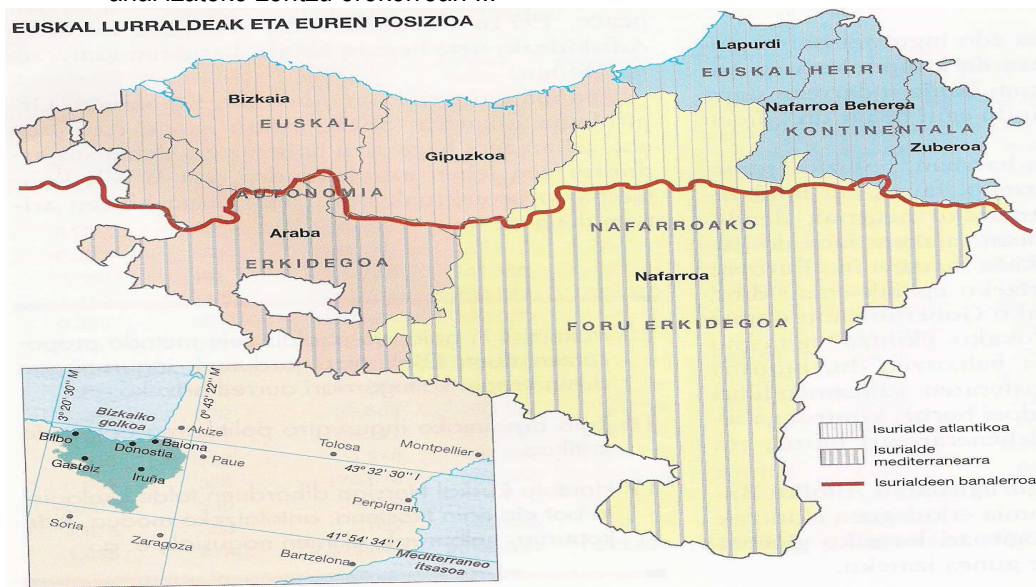 EUSKAL LURRALDEAK ETA EUREN POSIZIOA
Lapurdi
EUSKAL HERRI
Bizkaia
EUSKAL
Nafarroa Beherea
KONTINENTALA
Gipuzkoa
Zuberoa
AUTONOMIA
Araba
NAFARROAKO
ERKIDEGOA
Nafarroa
FORU ERKIDEGOA
3° 20' 30'' M
0° 43' 22'' M
Bizkaiko
golkoa
Akize
Bilbo
Baiona
Donostia
Tolosa
Montpellier
Gasteiz
Paue
43° 32' 30'' I
Iruña
Perpignan
Soria
Zaragoza
41° 54' 34'' I
Mediterraneo
itsasoa
Bartzelona
Isurialde atlantikoa
Isurialde
mediterranearra
Isurialdeen banalerroa